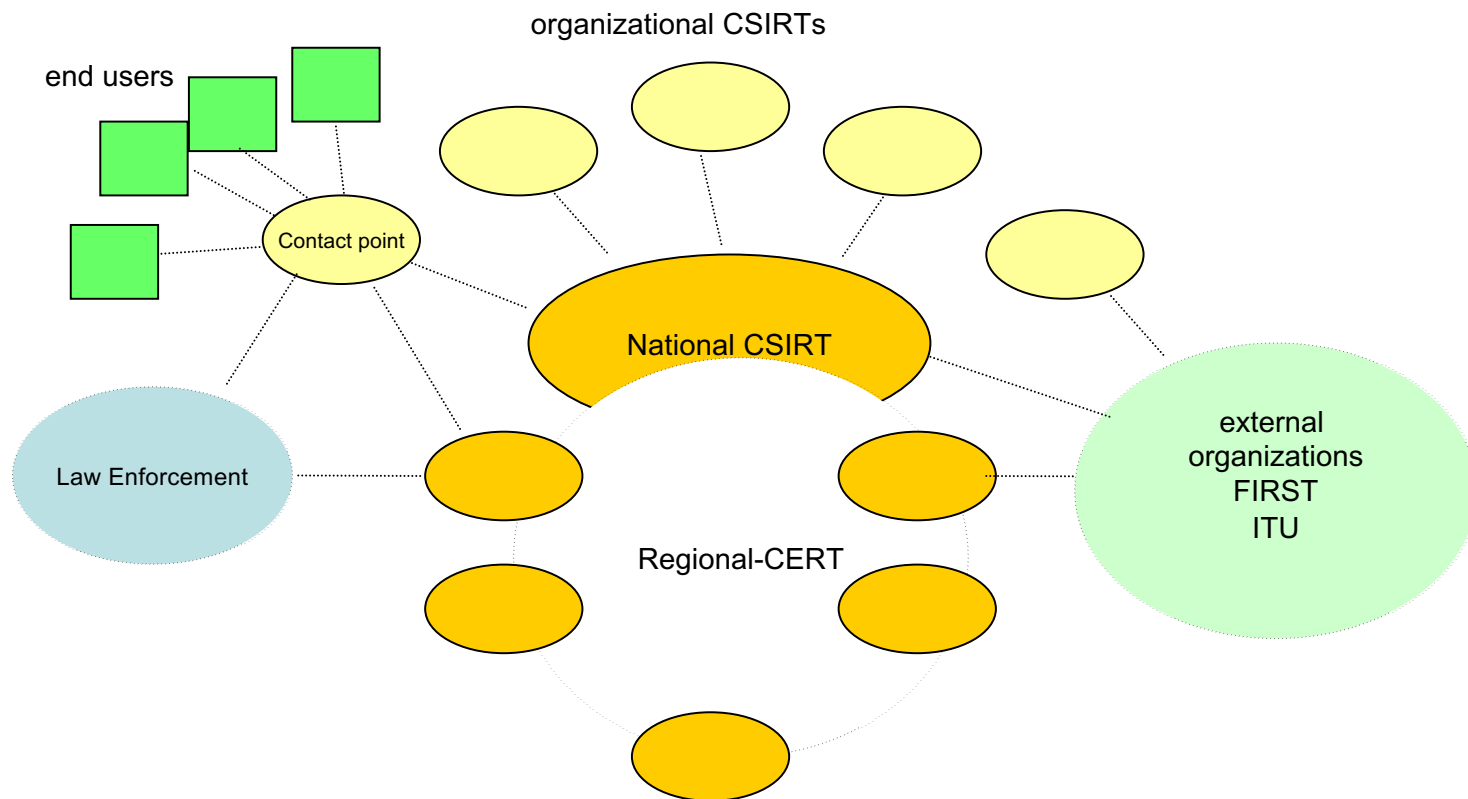 organizational CSIRTs
end users
Contact point
National CSIRT
Law Enforcement
external
organizations
FIRST
ITU
Regional-CERT